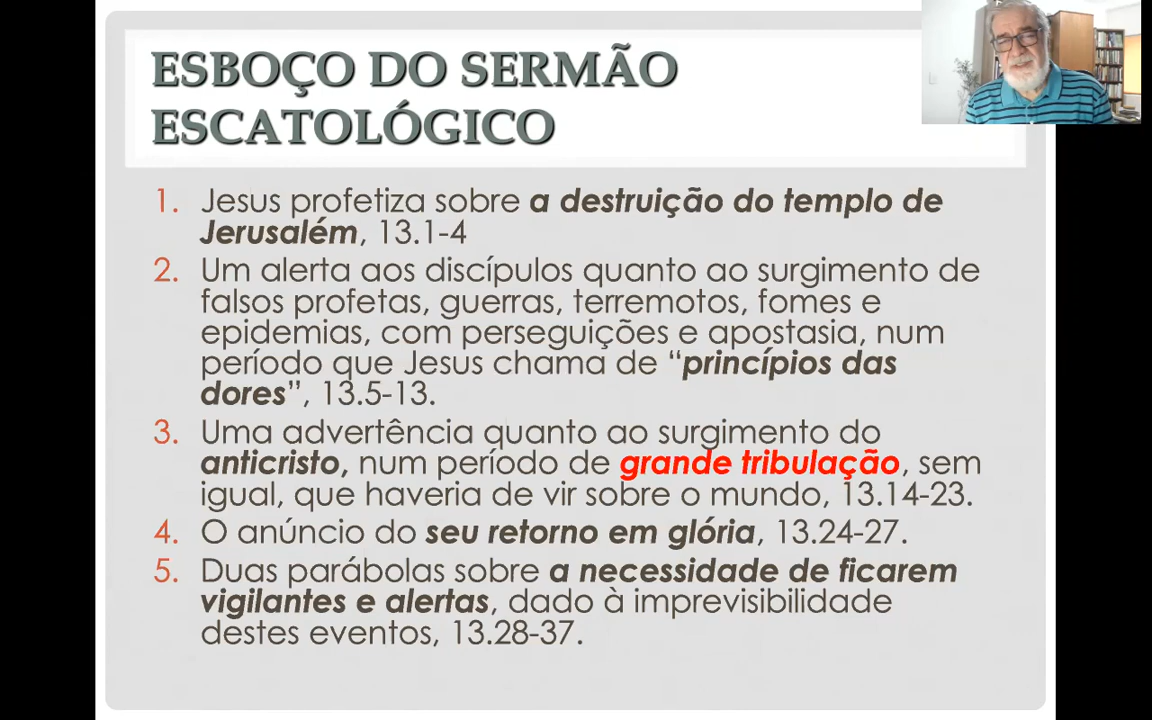 ESBOÇO DO SERMÃO
ESCATOLÓGICO
1. Jesus profetiza sobre a destruição do templo de
Jerusalém, 13.1-4
2. Um alerta aos discípulos quanto ao surgimento de
falsos profetas, guerras, terremotos, fomes e
epidemias, com perseguições e apostasia, num
período que Jesus chama de “princípios das
dores”, 13.5-13.
3. Uma advertência quanto ao surgimento do
anticristo, num período de grande tribulação, sem
igual, que haveria de vir sobre o mundo, 13.14-23.
4. O anúncio do seu retorno em glória, 13.24-27.
5. Duas parábolas sobre a necessidade de ficarem
vigilantes e alertas, dado à imprevisibilidade
destes eventos, 13.28-37.